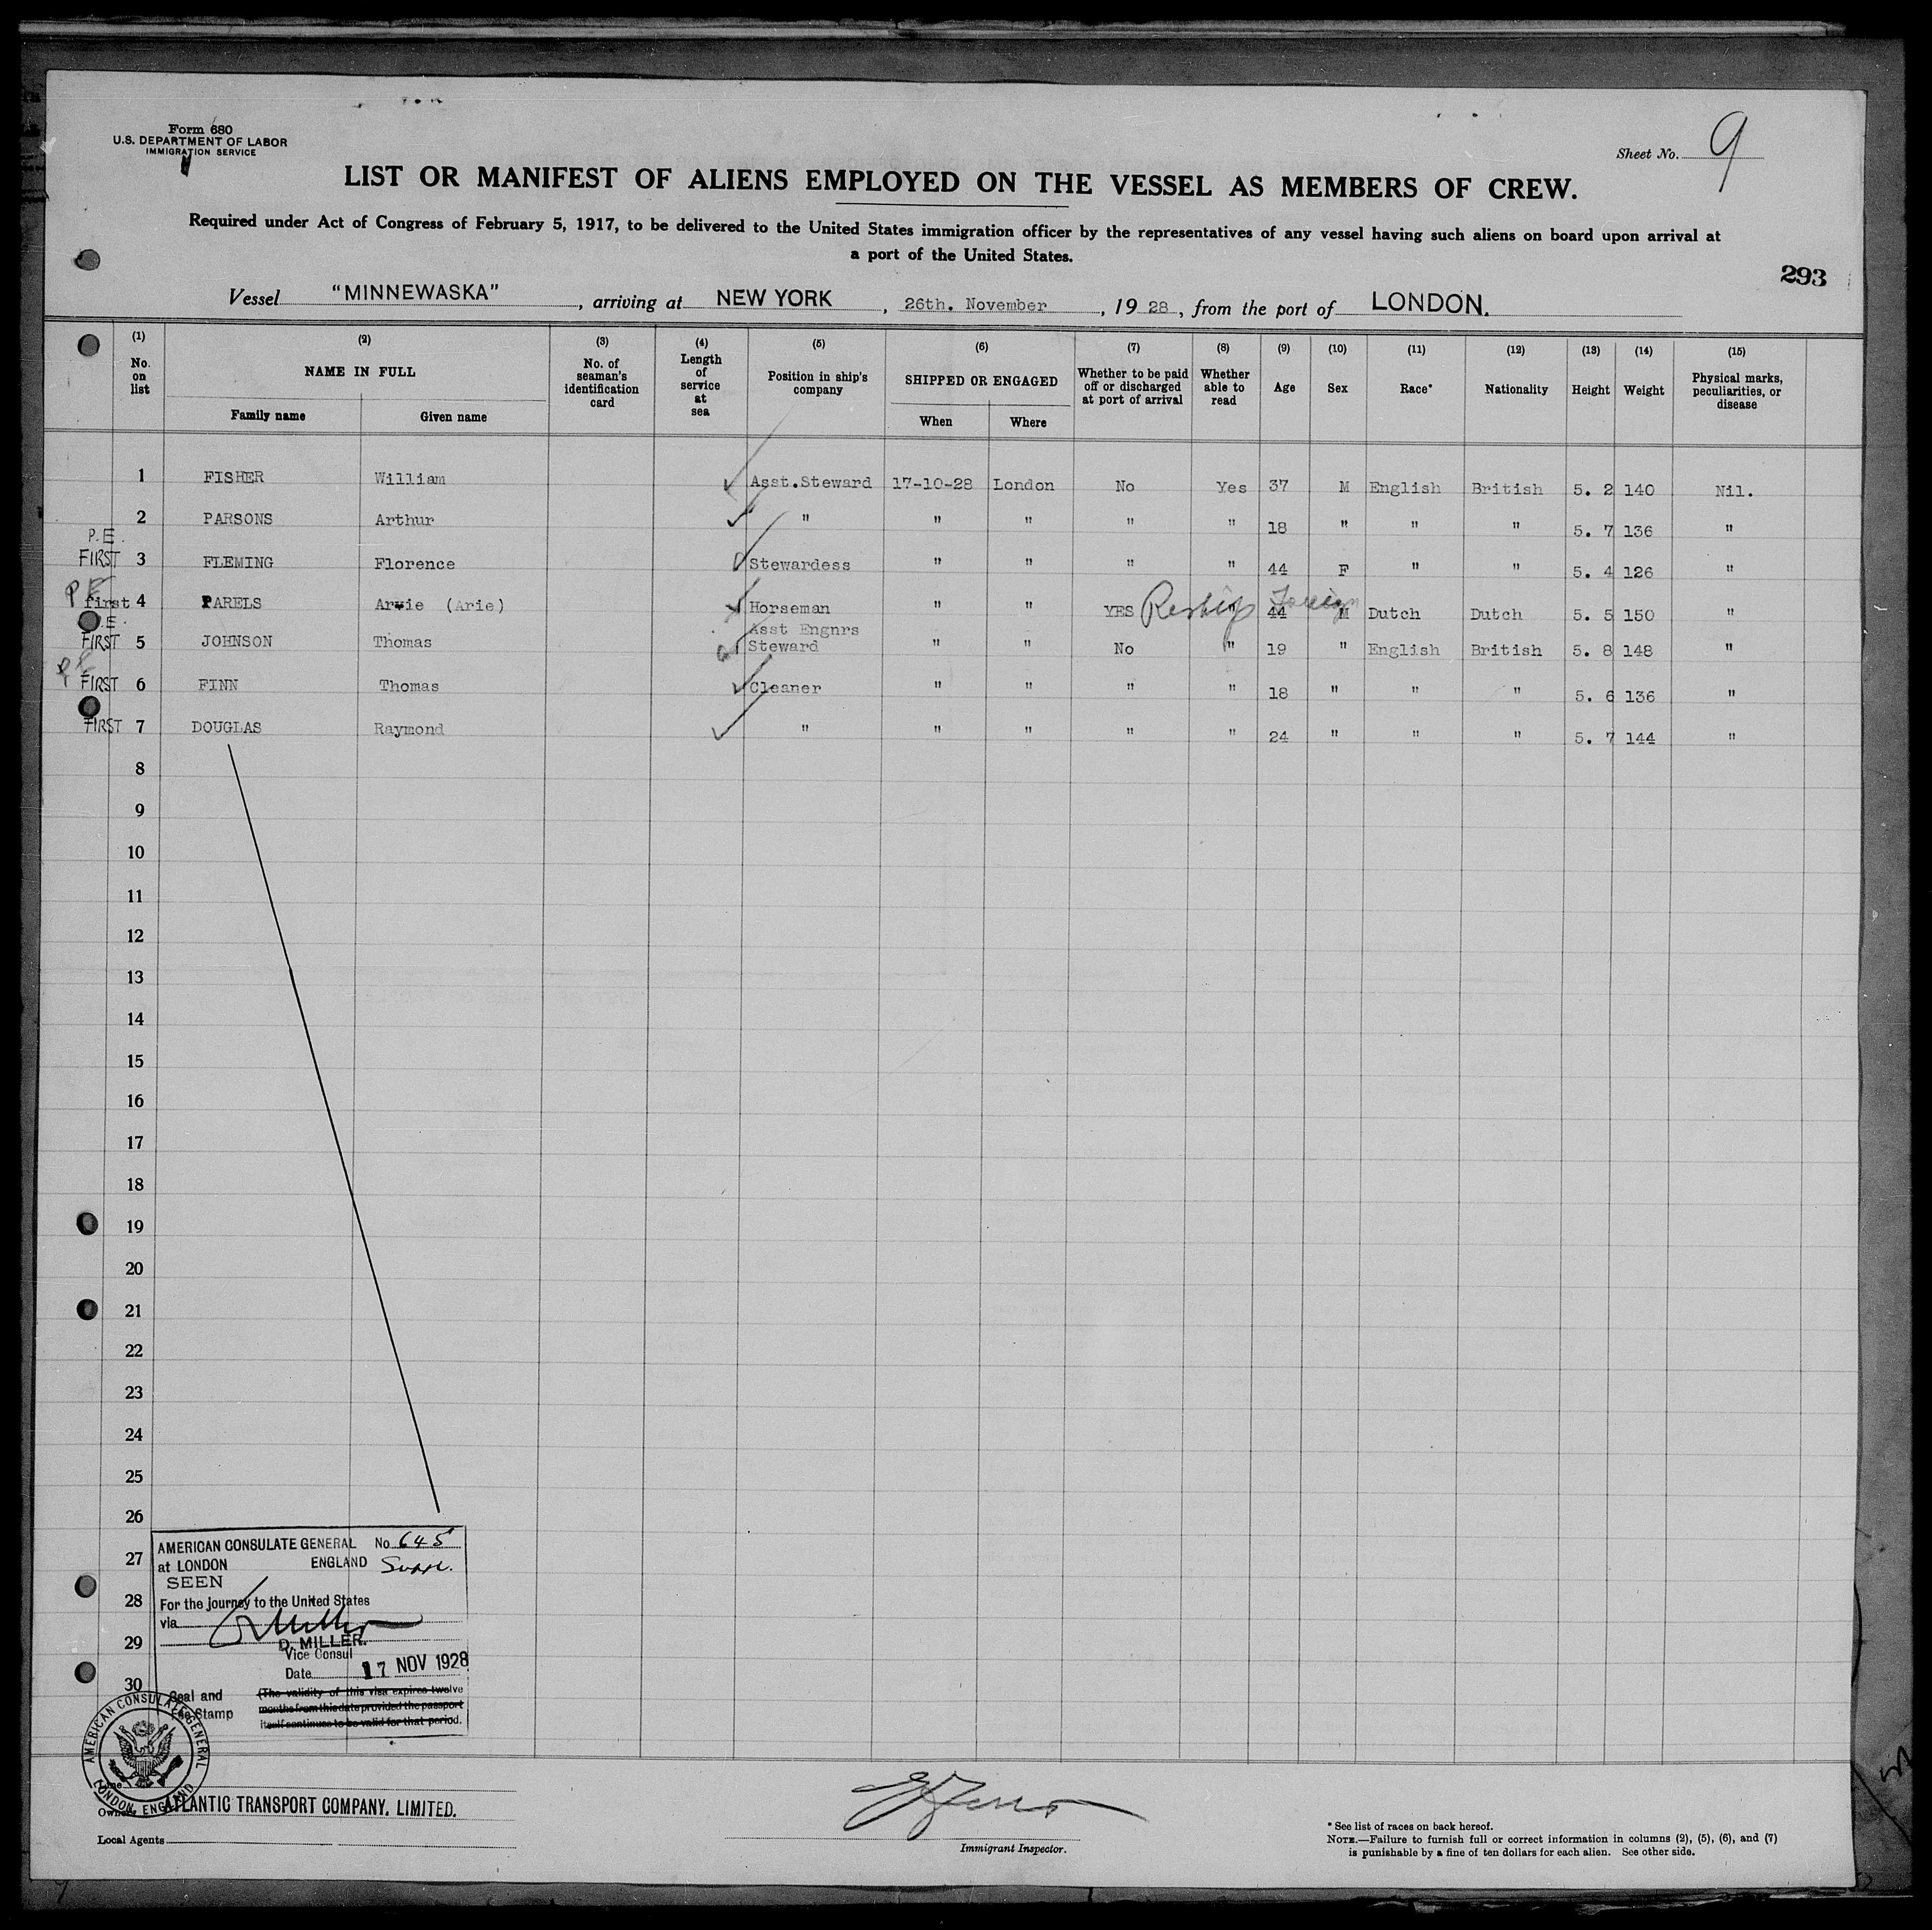 Form 680
U.S. DEPARTMENT OF LABOR
IMMIGRATION SERVICE
Sheet No. 9
LIST OR MANIFEST OF ALIENS EMPLOYED ON THE VESSEL AS MEMBERS OF CREW.
Required under Act of Congress of February 5, 1917, to be delivered to the United States immigration officer by the representatives of any vessel having such aliens on board upon arrival at
a port of the United States.
293
Vessel "MINNEWASKA", arriving at NEW YORK, 26th. November, 1928, from the port of LONDON.
(1) (2) (3) (4) (5) (6) (7) (8) (9) (10) (11) (12) (13) (14) (15)
No. on list NAME IN FULL No. of seaman's identification card Length of service at sea Position in ship's company SHIPPED OR ENGAGED Whether to be paid off or discharged at port of arrival Whether able to read Age Sex Race* Nationality Height Weight Physical marks, peculiarities, or disease
Family name Given name When Where
1 FISHER William Asst.Steward 17-10-28 London No Yes 37 M English British 5. 2 140 Nil.
2 PARSONS Arthur " " " " " 18 " " " 5. 7 136 "
P.E.
FIRST 3 FLEMING Florence Stewardess " " " " 44 F " " 5. 4 126 "
P E
first 4 PARELS Arvie (Arie) Horseman " " YES Reship Foreign " 44 M Dutch Dutch 5. 5 150 "
P.E.
FIRST 5 JOHNSON Thomas Asst Engnrs Steward " " No " 19 " English British 5. 8 148 "
P E
FIRST 6 FINN Thomas Cleaner " " " " 18 " " " 5. 6 136 "
FIRST 7 DOUGLAS Raymond " " " " " 24 " " " 5. 7 144 "
8
9
10
11
12
13
14
15
16
17
18
19
20
21
22
23
24
25
26
27
28
29
30
AMERICAN CONSULATE GENERAL No 645
at LONDON ENGLAND Suppl.
SEEN
For the journey to the United States
via
D. MILLER.
Vice Consul
Date 17 NOV 1928
Seal and (The validity of this visa expires twelve
Fee Stamp months from this date provided the passport
itself continues to be valid for that period.
AMERICAN CONSULATE GENERAL
LONDON, ENGLAND
Line
Owners ATLANTIC TRANSPORT COMPANY, LIMITED.
Local Agents
Immigrant Inspector.
* See list of races on back hereof.
NOTE.—Failure to furnish full or correct information in columns (2), (5), (6), and (7)
is punishable by a fine of ten dollars for each alien. See other side.